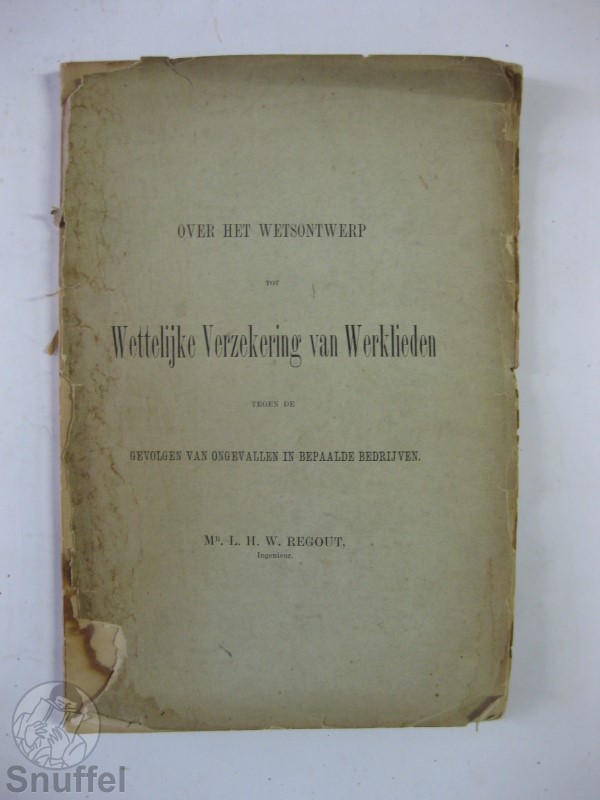 OVER HET WETSONTWERP
TOT
Wettelijke Verzekering van Werklieden
TEGEN DE
GEVOLGEN VAN ONGEVALLEN IN BEPAALDE BEDRIJVEN.
MR. L. H. W. REGOUT,
Ingenieur.
Snuffel